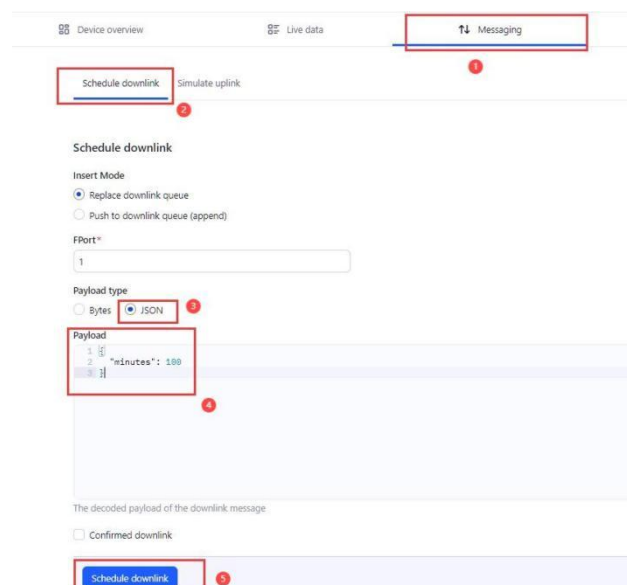 Device overview
Live data
Messaging
1
Schedule downlink
Simulate uplink
2
Schedule downlink
Insert Mode
Replace downlink queue
Push to downlink queue (append)
FPort*
1
Payload type
Bytes
JSON
3
Payload
1 {
2 "minutes": 100
3 }
4
The decoded payload of the downlink message
Confirmed downlink
Schedule downlink
5